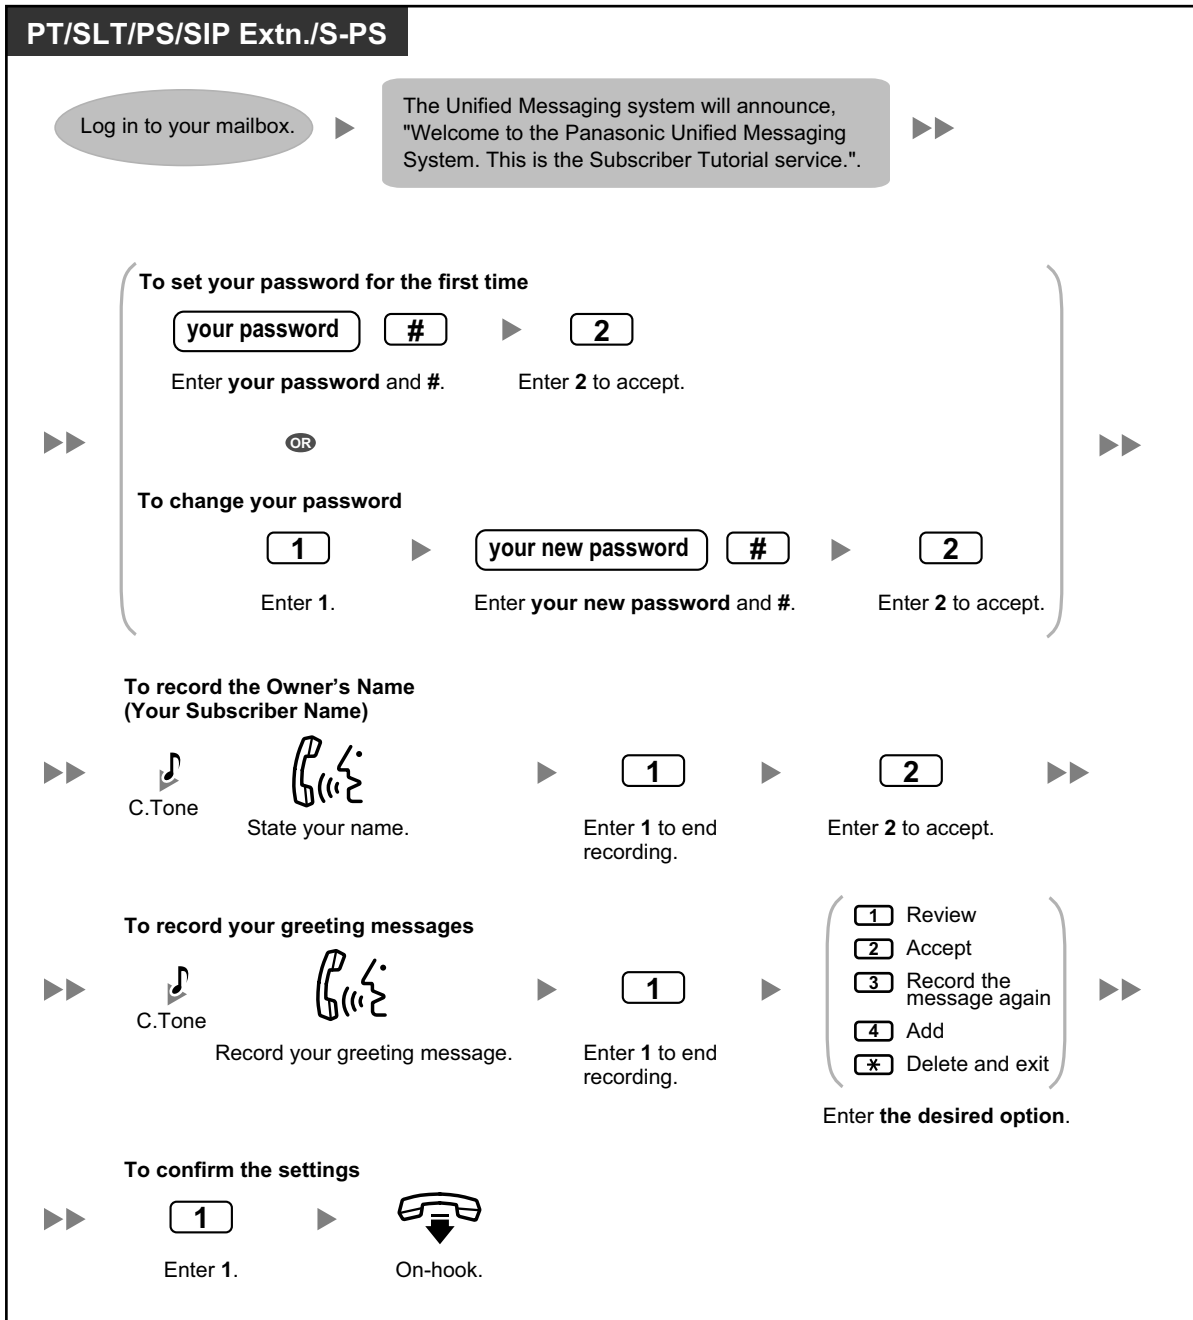 PT/SLT/PS/SIP Extn./S-PS
Log in to your mailbox.
The Unified Messaging system will announce,
"Welcome to the Panasonic Unified Messaging
System. This is the Subscriber Tutorial service.".
To set your password for the first time
your password # 2
Enter your password and #. Enter 2 to accept.
OR
To change your password
1 your new password # 2
Enter 1. Enter your new password and #. Enter 2 to accept.
To record the Owner's Name
(Your Subscriber Name)
1 2
C.Tone
State your name. Enter 1 to end Enter 2 to accept.
recording.
To record your greeting messages
1
C.Tone
Record your greeting message. Enter 1 to end
recording.
1 Review
2 Accept
3 Record the
message again
4 Add
* Delete and exit
Enter the desired option.
To confirm the settings
1
Enter 1. On-hook.